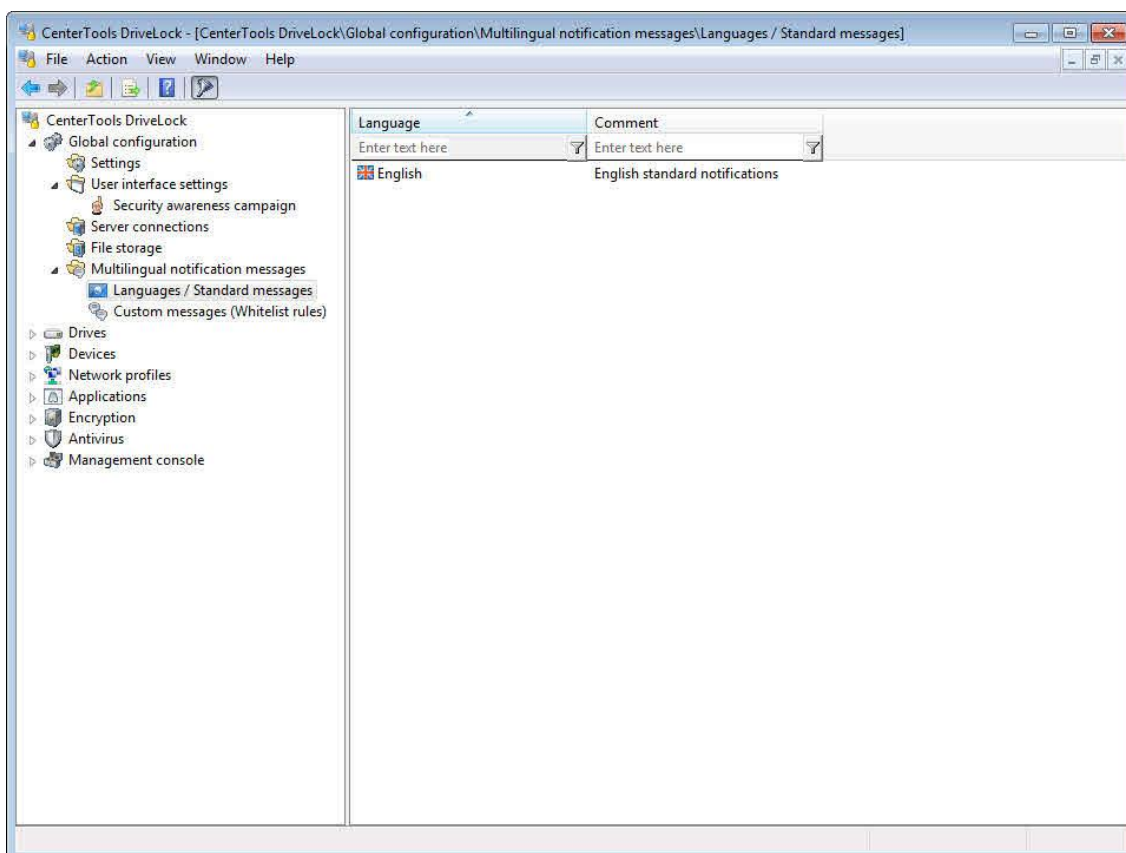 CenterTools DriveLock - [CenterTools DriveLock\Global configuration\Multilingual notification messages\Languages / Standard messages]
File Action View Window Help
CenterTools DriveLock
Global configuration
Settings
User interface settings
Security awareness campaign
Server connections
File storage
Multilingual notification messages
Languages / Standard messages
Custom messages (Whitelist rules)
Drives
Devices
Network profiles
Applications
Encryption
Antivirus
Management console
Language Comment
Enter text here Enter text here
English English standard notifications